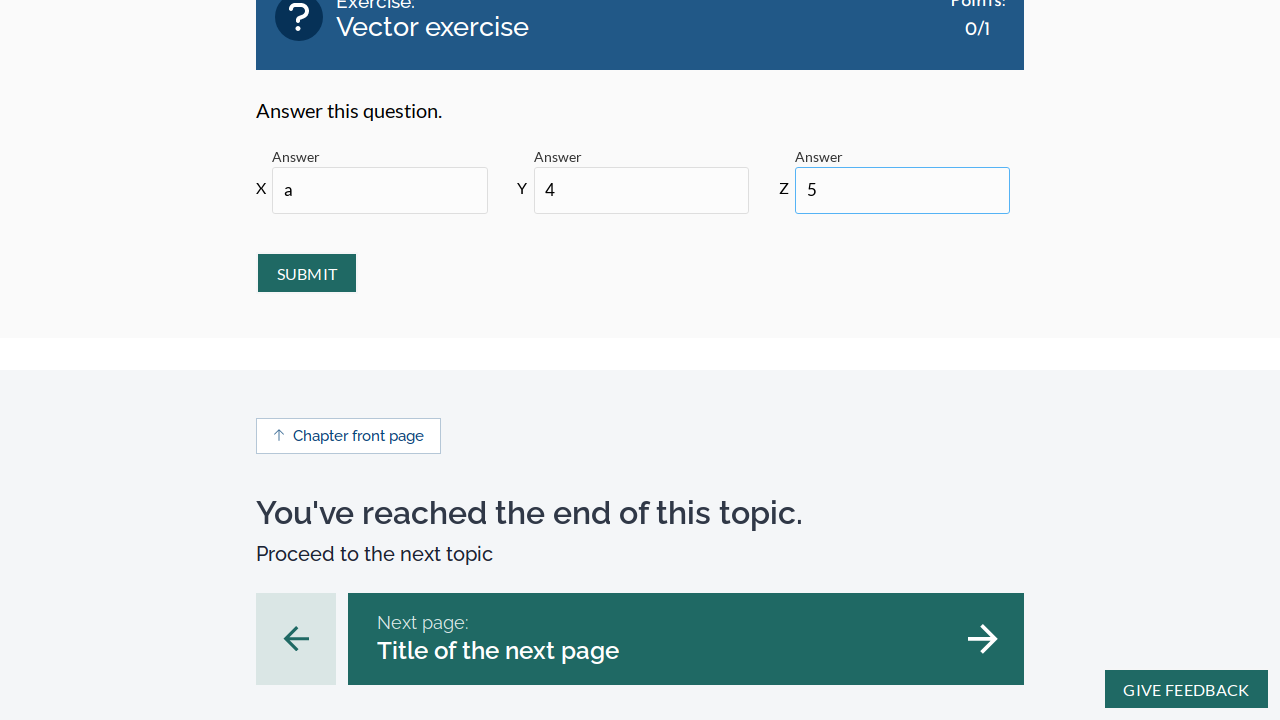 Exercise:
Vector exercise
Points:
0/1
Answer this question.
Answer
Answer
Answer
X a
Y 4
Z 5
SUBMIT
Chapter front page
You've reached the end of this topic.
Proceed to the next topic
Next page:
Title of the next page
GIVE FEEDBACK